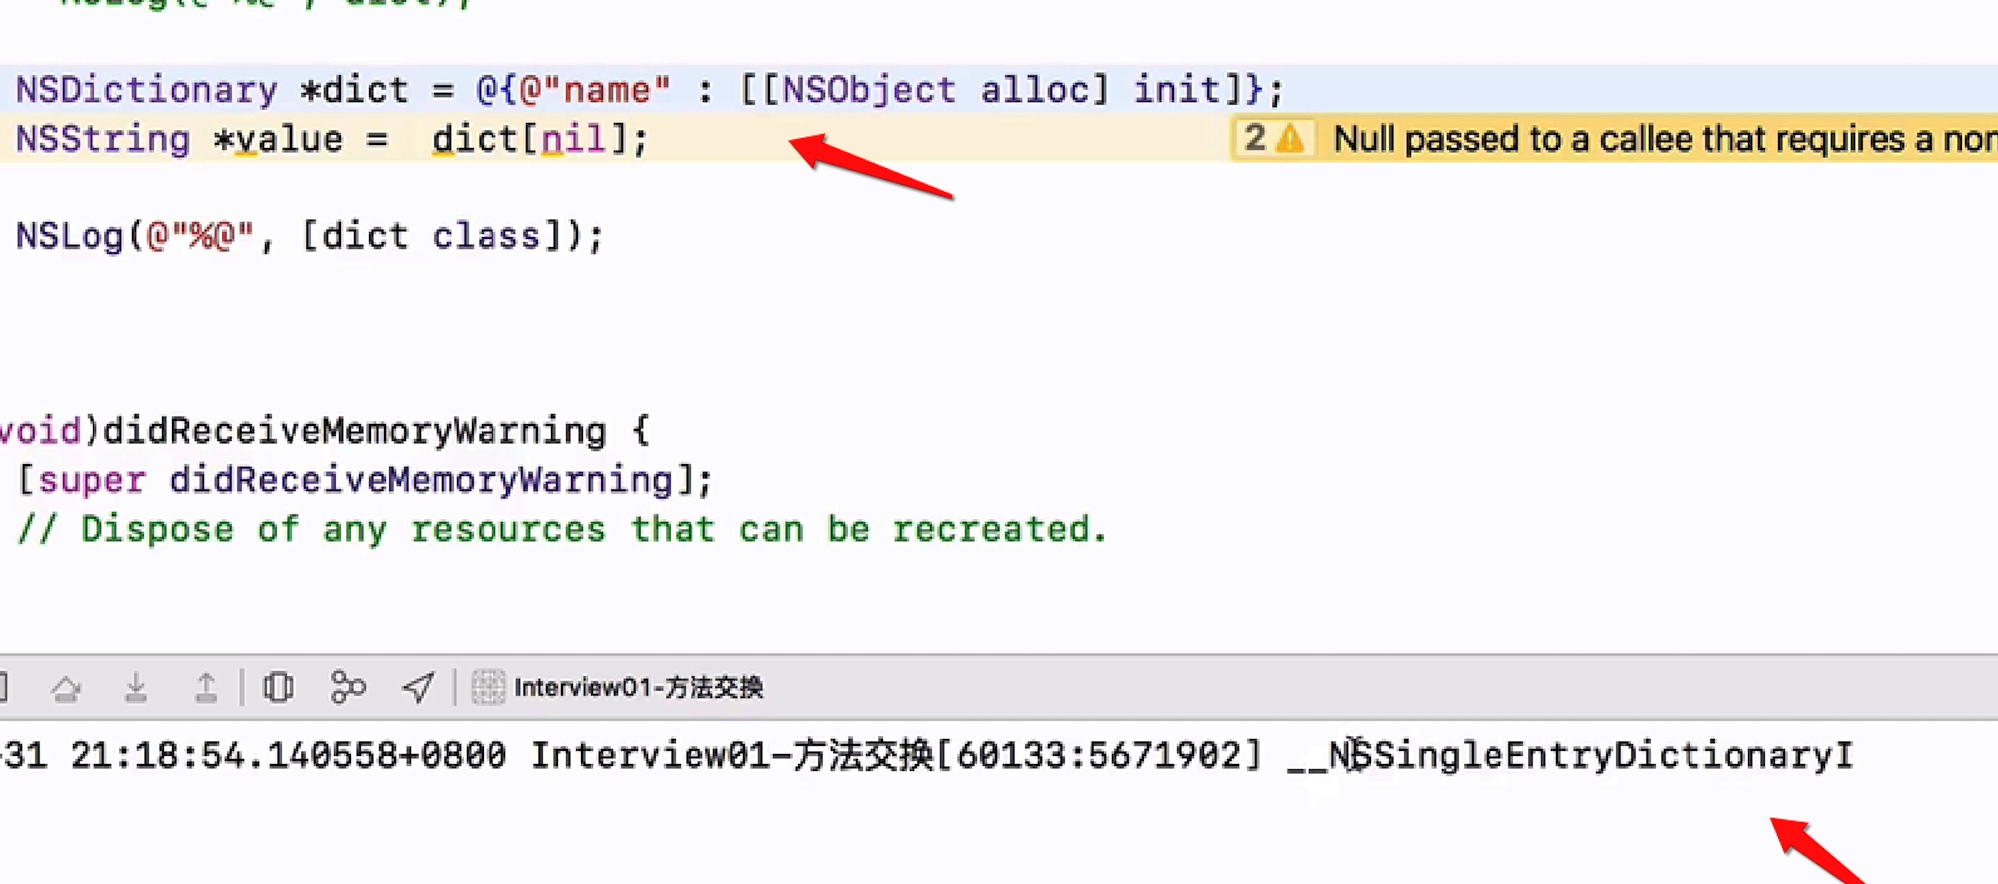 NSDictionary *dict = @{@"name" : [[NSObject alloc] init]};
NSString *value =  dict[nil];
2 Null passed to a callee that requires a
NSLog(@"%@", [dict class]);
void)didReceiveMemoryWarning {
[super didReceiveMemoryWarning];
// Dispose of any resources that can be recreated.
Interview01-方法交换
-31 21:18:54.140558+0800 Interview01-方法交换[60133:5671902] __NSSingleEntryDictionaryI